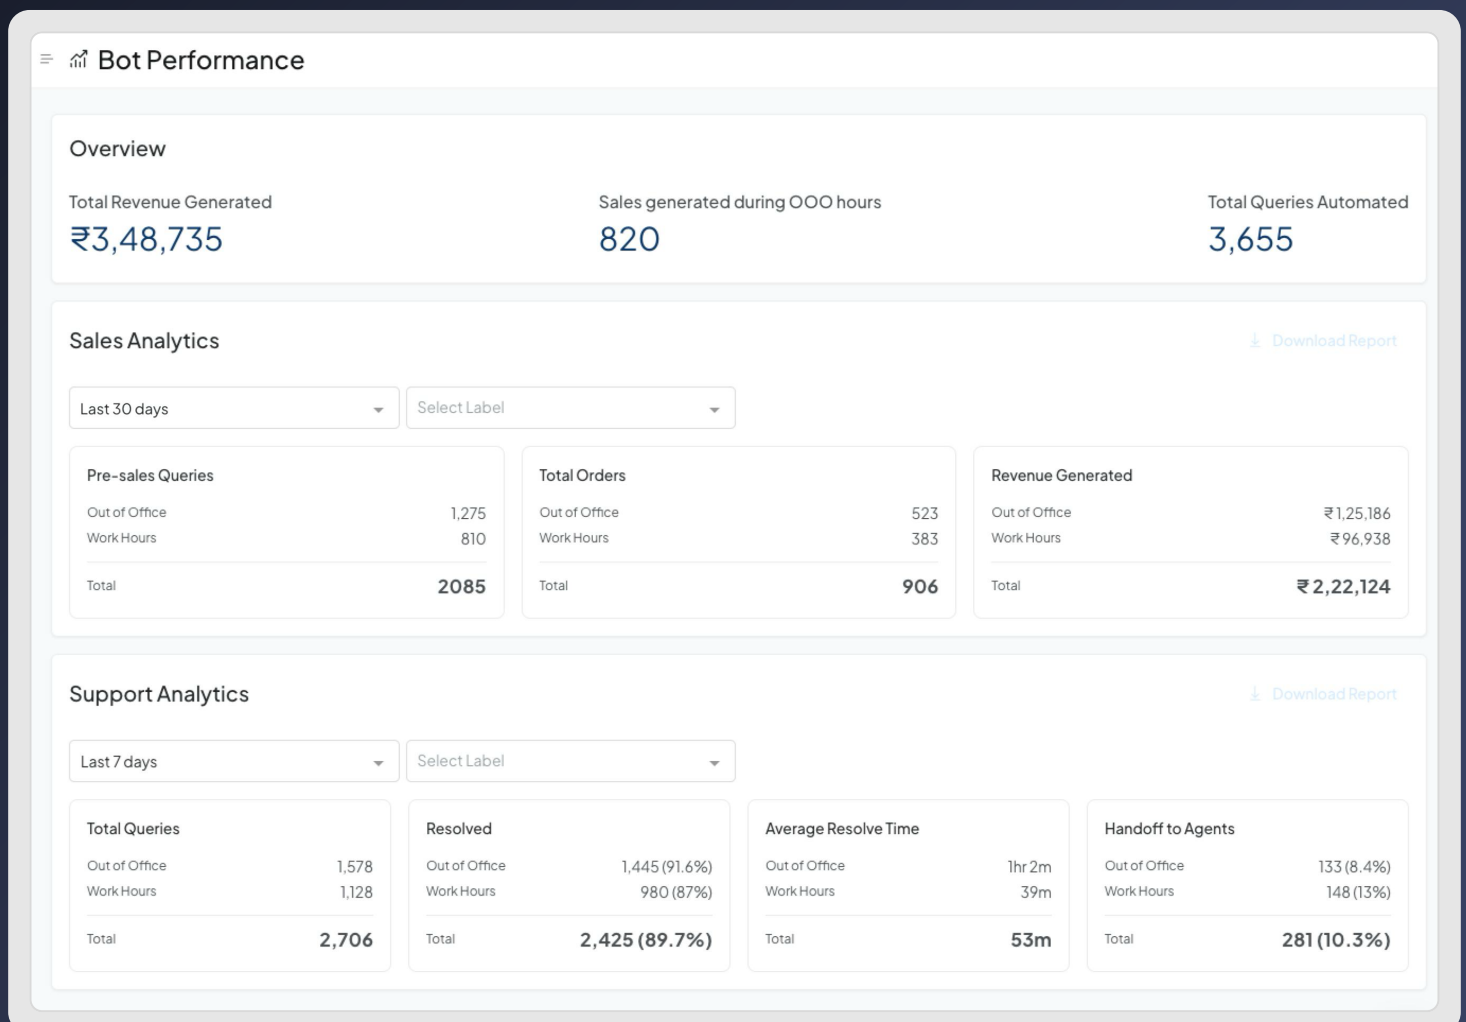 Bot Performance
Overview
Total Revenue Generated
₹3,48,735
Sales generated during OOO hours
820
Total Queries Automated
3,655
Sales Analytics
Download Report
Last 30 days
Select Label
Pre-sales Queries
Out of Office 1,275
Work Hours 810
Total 2085
Total Orders
Out of Office 523
Work Hours 383
Total 906
Revenue Generated
Out of Office ₹1,25,186
Work Hours ₹96,938
Total ₹2,22,124
Support Analytics
Download Report
Last 7 days
Select Label
Total Queries
Out of Office 1,578
Work Hours 1,128
Total 2,706
Resolved
Out of Office 1,445 (91.6%)
Work Hours 980 (87%)
Total 2,425 (89.7%)
Average Resolve Time
Out of Office 1hr 2m
Work Hours 39m
Total 53m
Handoff to Agents
Out of Office 133 (8.4%)
Work Hours 148 (13%)
Total 281 (10.3%)